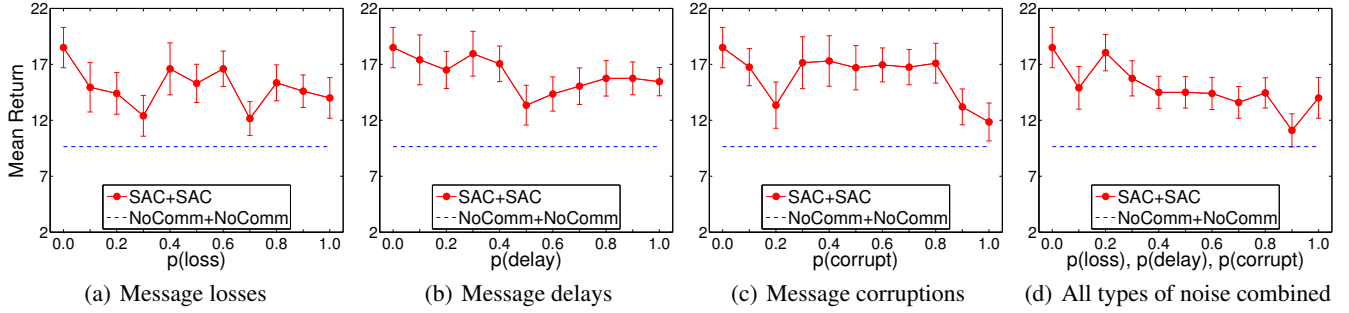 Mean Return
22
17
12
7
2
SAC+SAC
NoComm+NoComm
0.0 0.2 0.4 0.6 0.8 1.0
p(loss)
(a) Message losses
22
17
12
7
2
SAC+SAC
NoComm+NoComm
0.0 0.2 0.4 0.6 0.8 1.0
p(delay)
(b) Message delays
22
17
12
7
2
SAC+SAC
NoComm+NoComm
0.0 0.2 0.4 0.6 0.8 1.0
p(corrupt)
(c) Message corruptions
22
17
12
7
2
SAC+SAC
NoComm+NoComm
0.0 0.2 0.4 0.6 0.8 1.0
p(loss), p(delay), p(corrupt)
(d) All types of noise combined